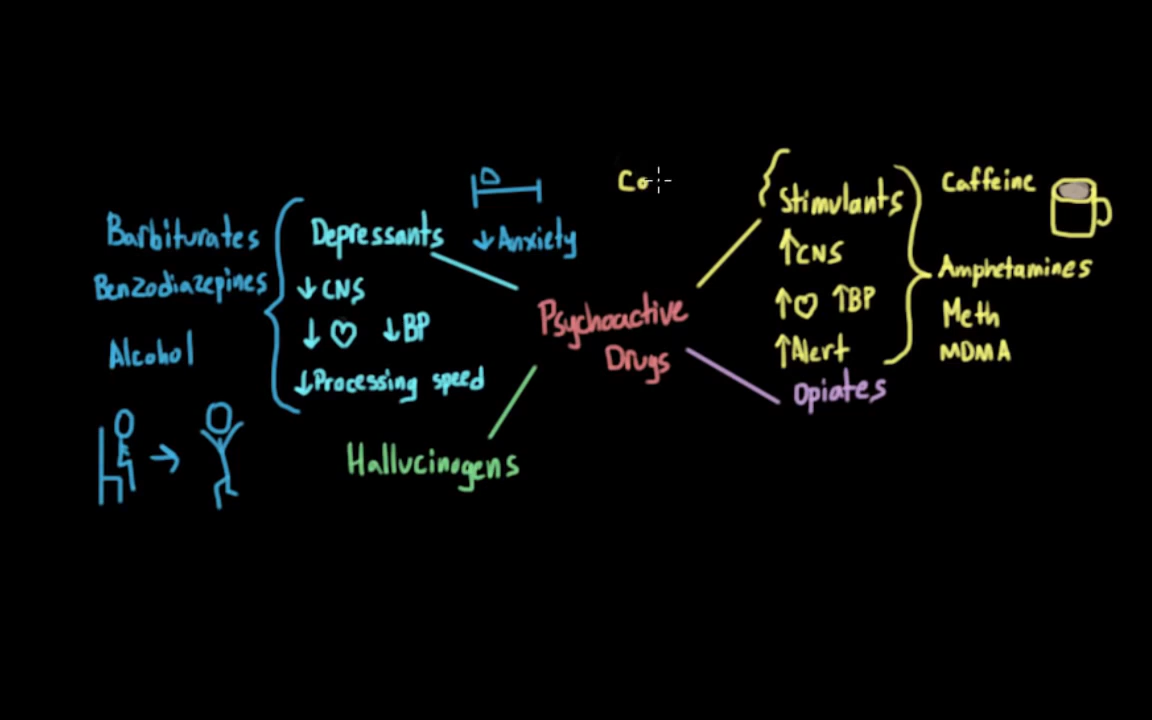 Co
Stimulants
↑CNS
↑♡ ↑BP
↑Alert
Caffeine
Amphetamines
Meth
MDMA
Depressants
↓CNS
↓♡ ↓BP
↓Processing speed
↓Anxiety
Barbiturates
Benzodiazepines
Alcohol
Psychoactive
Drugs
Opiates
Hallucinogens